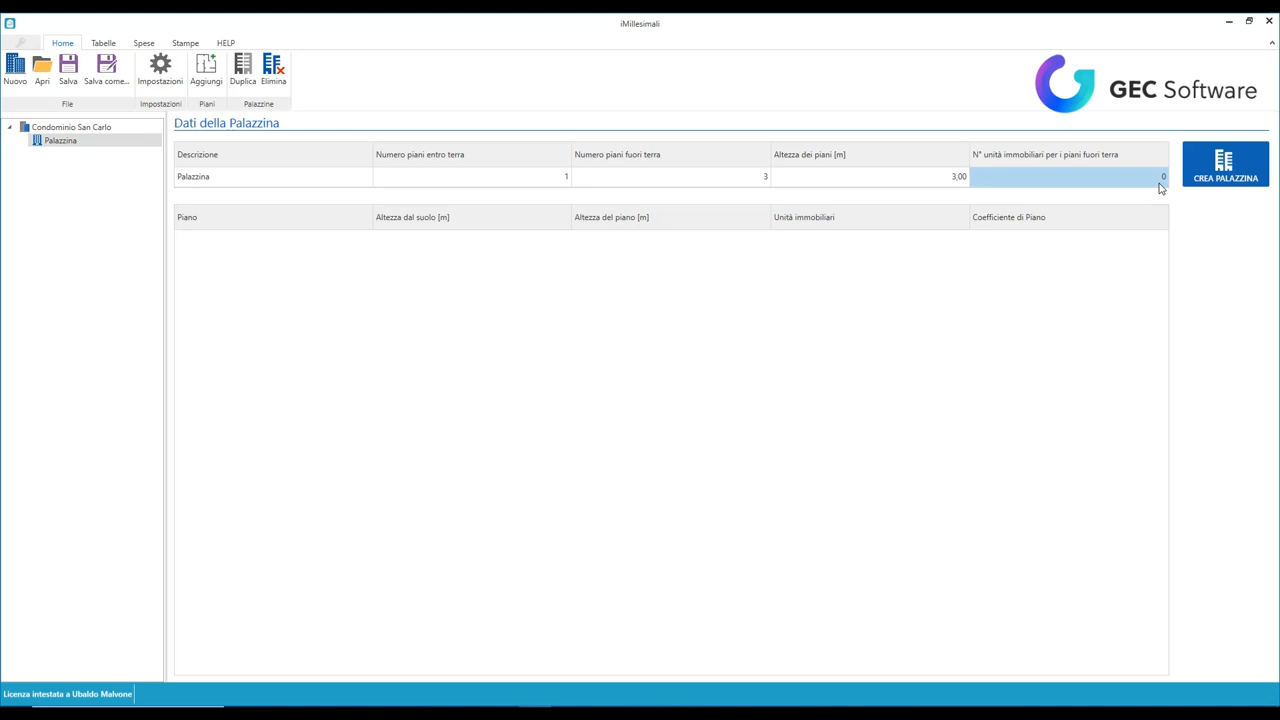 iMillesimali
Home Tabelle Spese Stampe HELP
Nuovo Apri Salva Salva come... Impostazioni Aggiungi Duplica Elimina
File Impostazioni Piani Palazzine
GEC Software
Condominio San Carlo
Palazzina
Dati della Palazzina
Descrizione Numero piani entro terra Numero piani fuori terra Altezza dei piani [m] N° unità immobiliari per i piani fuori terra
Palazzina 1 3 3,00 0
CREA PALAZZINA
Piano Altezza dal suolo [m] Altezza del piano [m] Unità immobiliari Coefficiente di Piano
Licenza intestata a Ubaldo Malvone